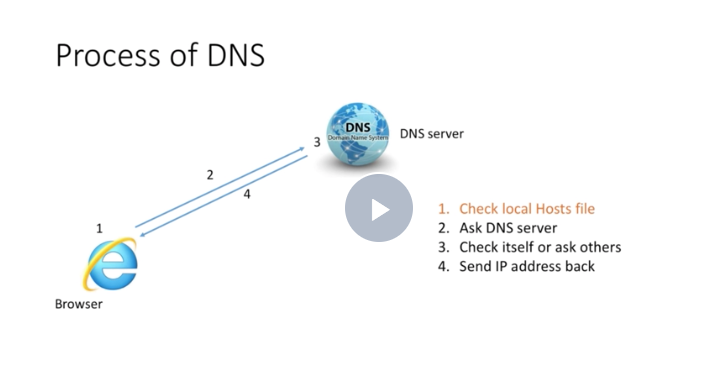 Process of DNS
DNS
Domain Name System
DNS server
3
2
4
1
Browser
1. Check local Hosts file
2. Ask DNS server
3. Check itself or ask others
4. Send IP address back